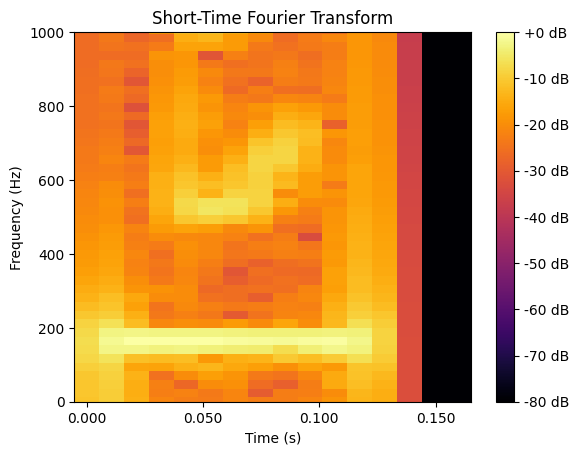 Short-Time Fourier Transform
1000
800
600
400
200
0
Frequency (Hz)
0.000
0.050
0.100
0.150
Time (s)
+0 dB
-10 dB
-20 dB
-30 dB
-40 dB
-50 dB
-60 dB
-70 dB
-80 dB